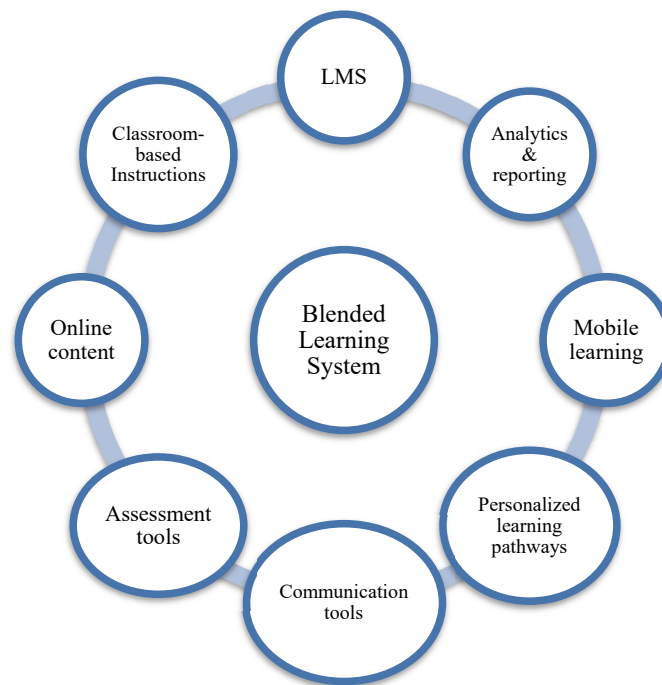 LMS
Classroom-
based
Instructions
Analytics
&
reporting
Online
content
Blended
Learning
System
Mobile
learning
Assessment
tools
Personalized
learning
pathways
Communication
tools